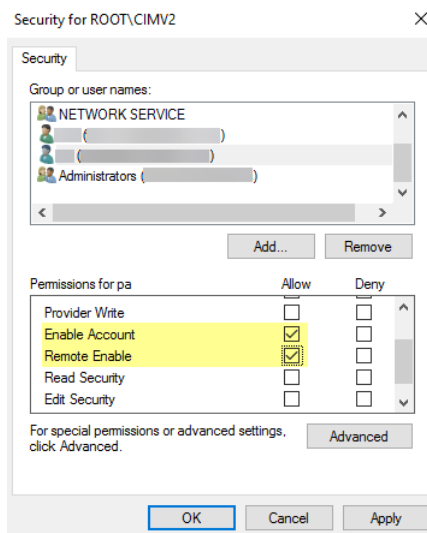 Security for ROOT\CIMV2
Security
Group or user names:
NETWORK SERVICE
(                    )
(                    )
Administrators (                    )
Add...
Remove
Permissions for pa
Allow
Deny
Provider Write
Enable Account
Remote Enable
Read Security
Edit Security
For special permissions or advanced settings,
click Advanced.
Advanced
OK
Cancel
Apply